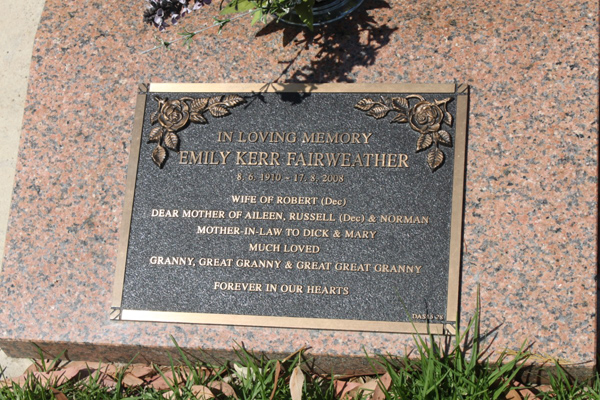 IN LOVING MEMORY
EMILY KERR FAIRWEATHER
8. 6. 1910 - 17. 8. 2008
WIFE OF ROBERT (Dec)
DEAR MOTHER OF AILEEN, RUSSELL (Dec) & NORMAN
MOTHER-IN-LAW TO DICK & MARY
MUCH LOVED
GRANNY, GREAT GRANNY & GREAT GREAT GRANNY
FOREVER IN OUR HEARTS